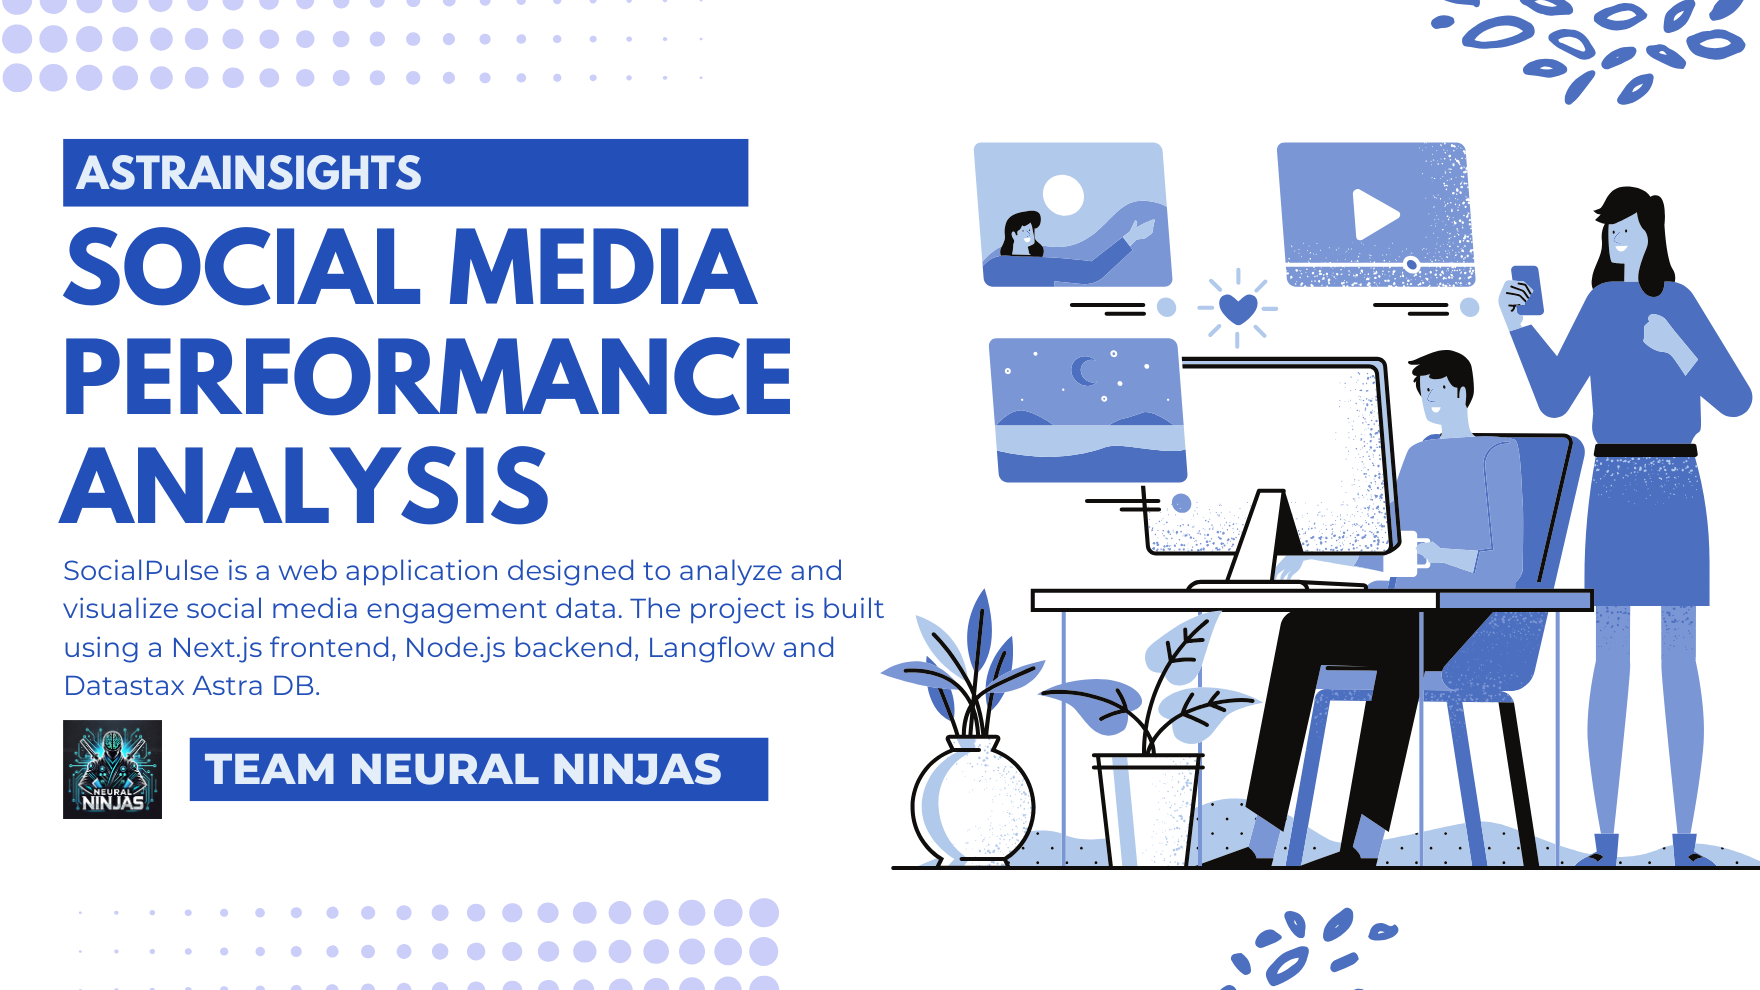 ASTRAINSIGHTS
SOCIAL MEDIA
PERFORMANCE
ANALYSIS
SocialPulse is a web application designed to analyze and
visualize social media engagement data. The project is built
using a Next.js frontend, Node.js backend, Langflow and
Datastax Astra DB.
NEURAL
NINJAS
TEAM NEURAL NINJAS